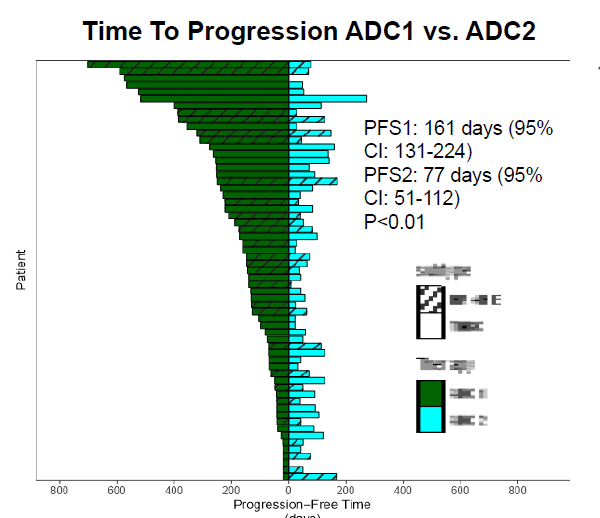 Time To Progression ADC1 vs. ADC2
PFS1: 161 days (95%
CI: 131-224)
PFS2: 77 days (95%
CI: 51-112)
P<0.01
Patient
800 600 400 200 0 200 400 600 800
Progression−Free Time
(days)